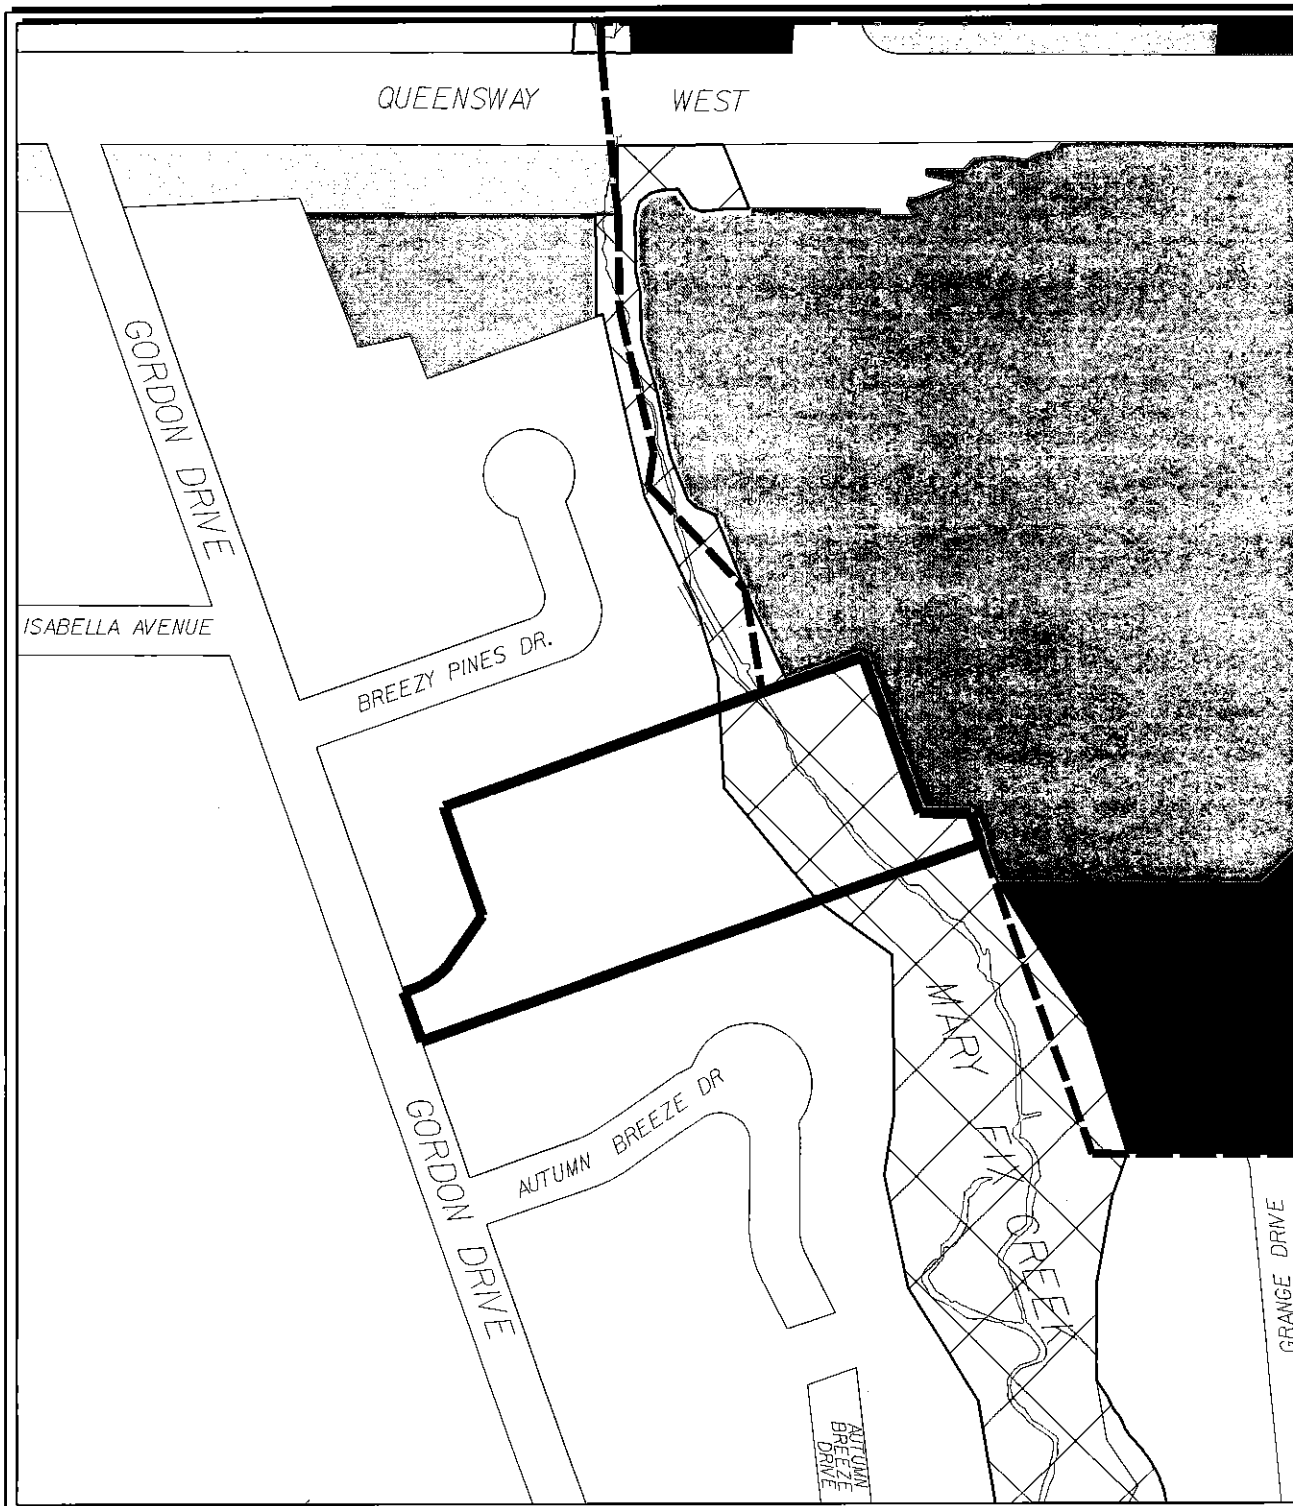 QUEENSWAY WEST
GORDON DRIVE
ISABELLA AVENUE
BREEZY PINES DR.
MARY FIX CREEK
AUTUMN BREEZE DR
GORDON DRIVE
GRANGE DRIVE
AUTUMN
BREEZE
DRIVE